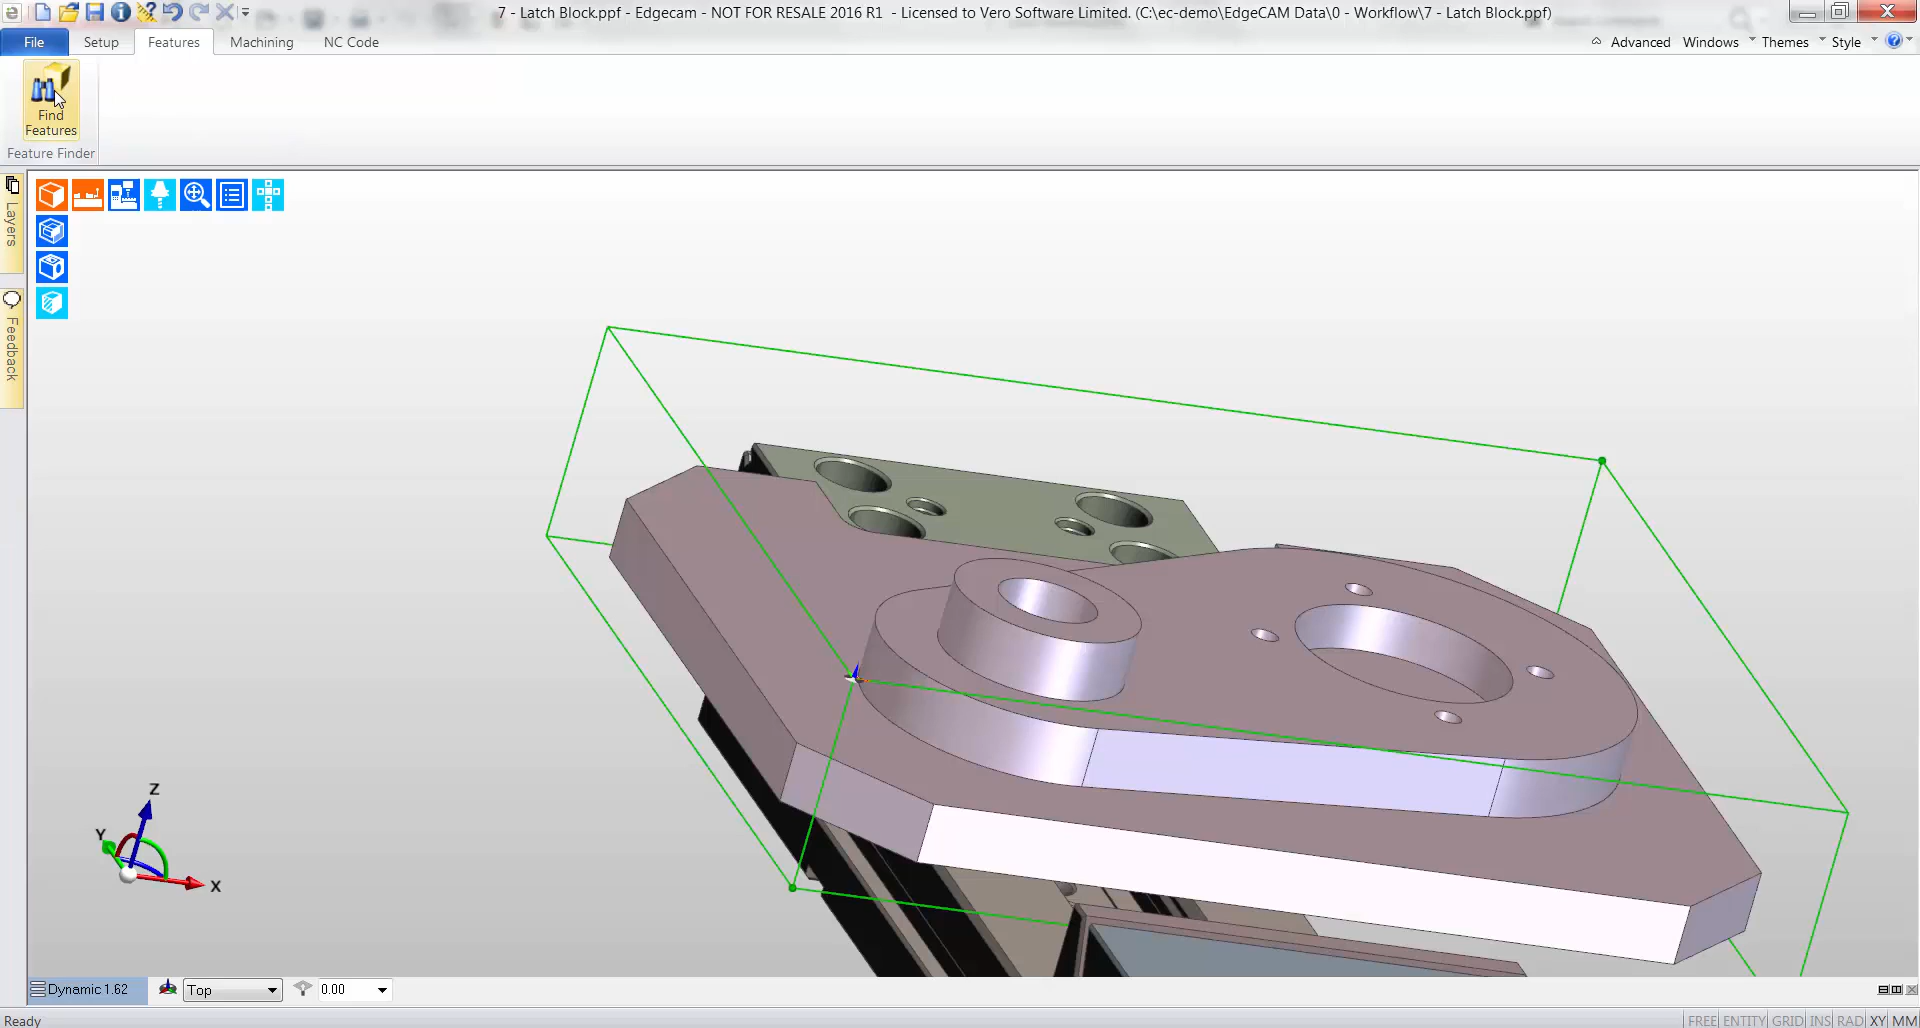 7 - Latch Block.ppf - Edgecam - NOT FOR RESALE 2016 R1 - Licensed to Vero Software Limited. (C:\ec-demo\EdgeCAM Data\0 - Workflow\7 - Latch Block.ppf)
File Setup Features Machining NC Code Advanced Windows Themes Style
Find
Features
Feature Finder
Layers
Feedback
Z
Y
X
Dynamic 1.62 Top 0.00
Ready FREE ENTITY GRID INS RAD XY MM